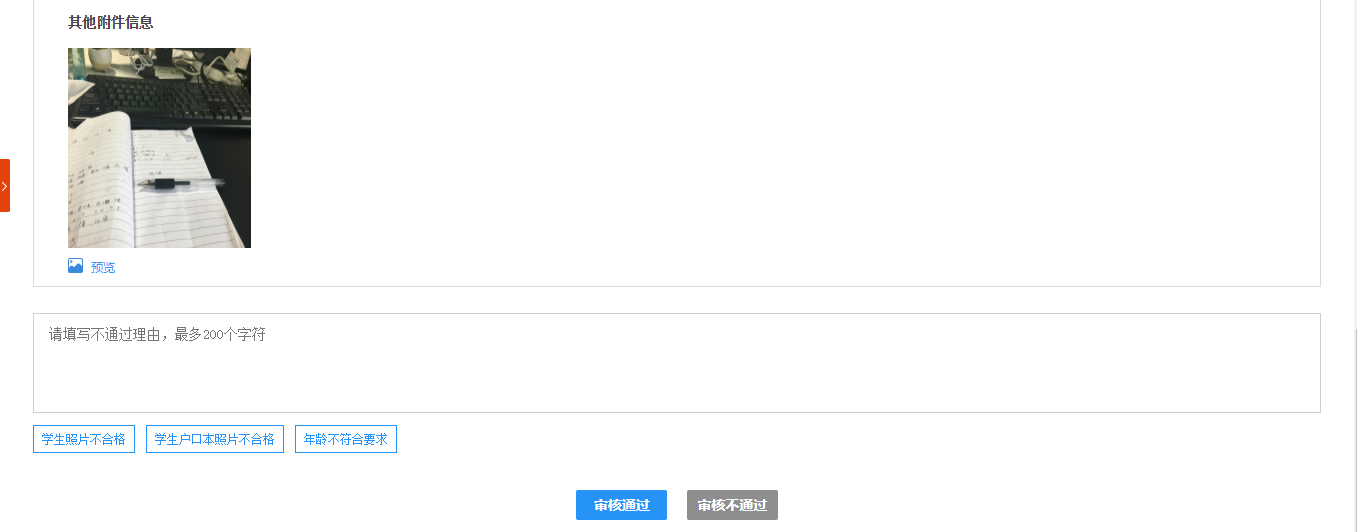 其他附件信息
预览
请填写不通过理由，最多200个字符
学生照片不合格 学生户口本照片不合格 年龄不符合要求
审核通过 审核不通过